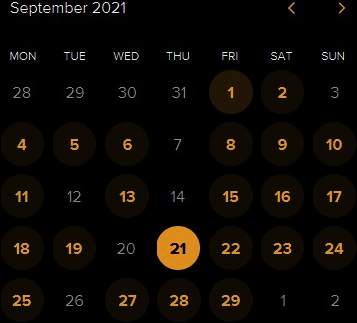 September 2021
MON TUE WED THU FRI SAT SUN
28 29 30 31 1 2 3
4 5 6 7 8 9 10
11 12 13 14 15 16 17
18 19 20 21 22 23 24
25 26 27 28 29 1 2